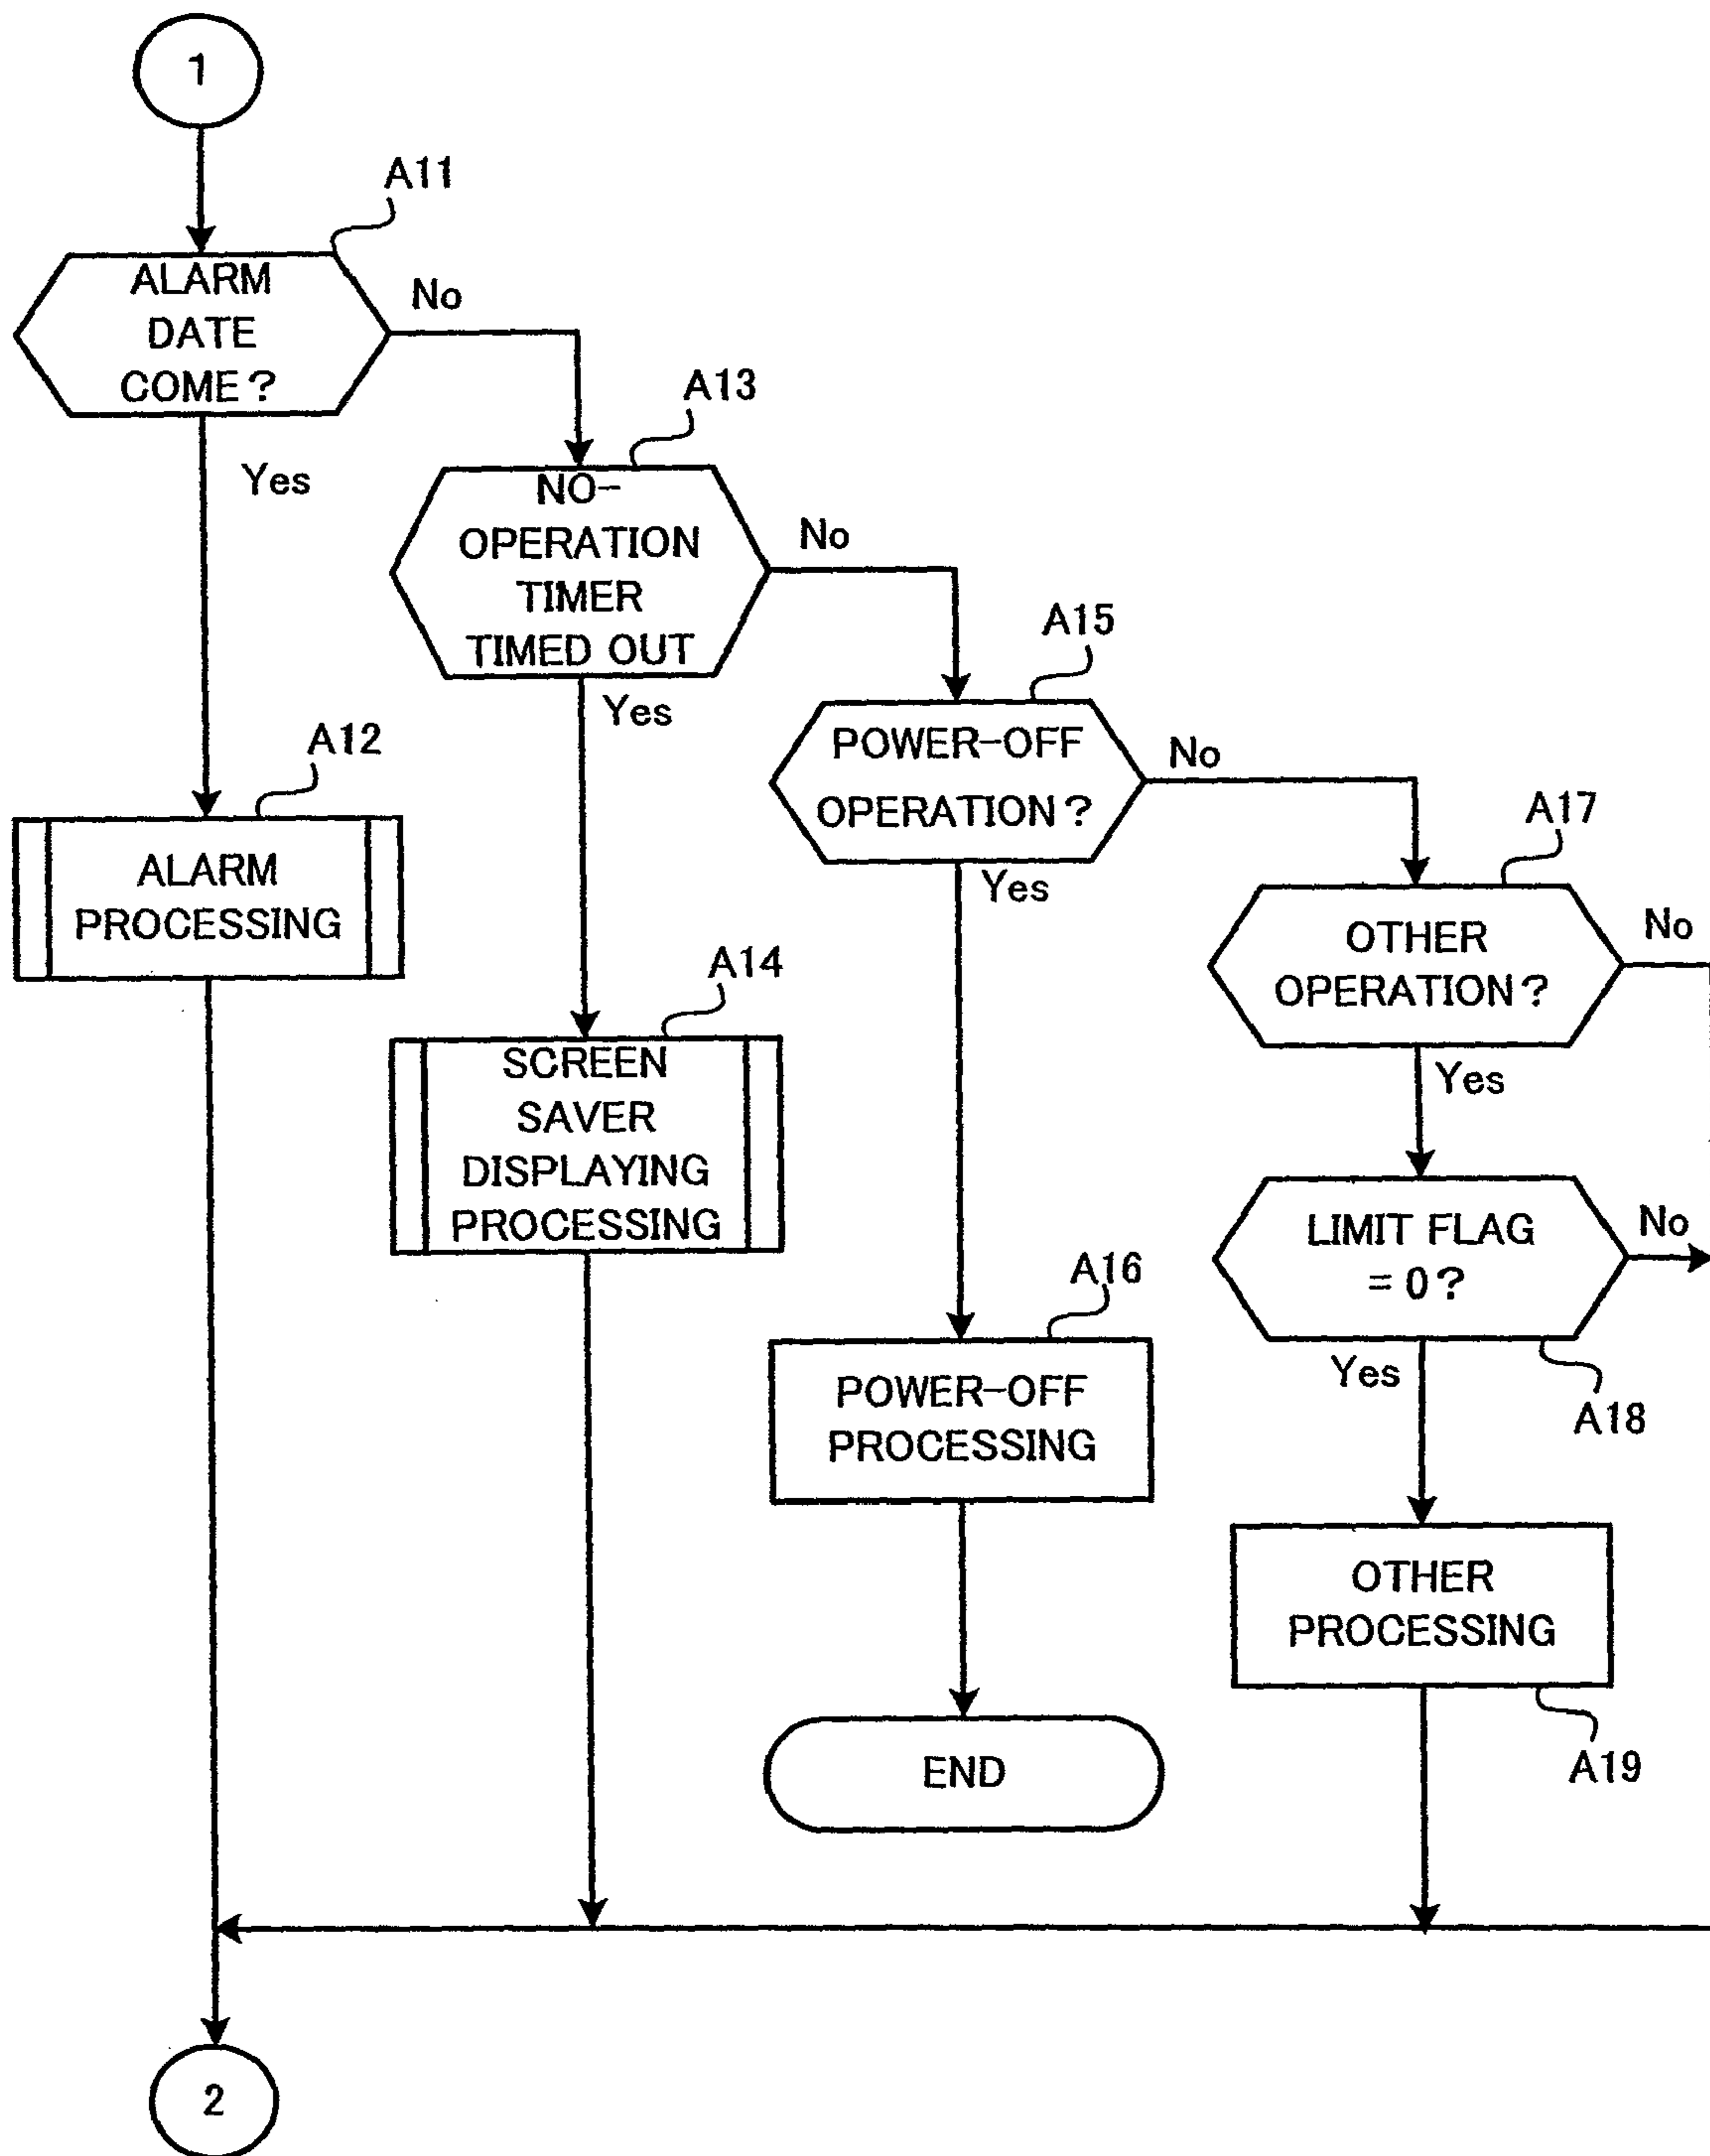 1
A11
ALARM
DATE
COME?
No
Yes
A13
NO-
OPERATION
TIMER
TIMED OUT
No
Yes
A15
POWER-OFF
OPERATION?
No
Yes
A17
OTHER
OPERATION?
No
Yes
A12
ALARM
PROCESSING
A14
SCREEN
SAVER
DISPLAYING
PROCESSING
LIMIT FLAG
= 0?
No
Yes
A18
A16
POWER-OFF
PROCESSING
OTHER
PROCESSING
A19
END
2